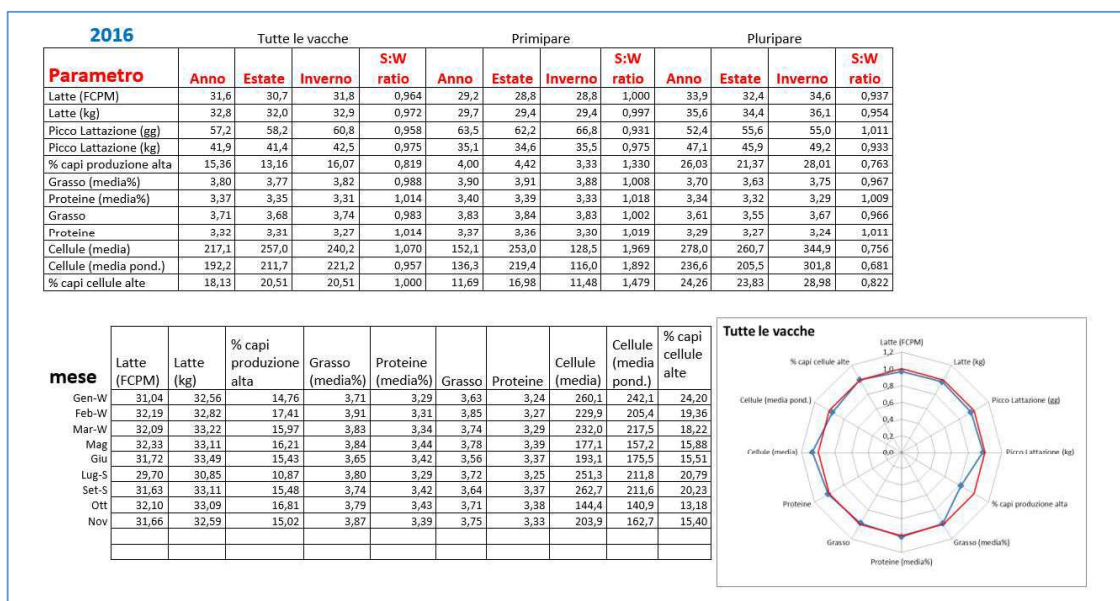 2016 Tutte le vacche Primipare Pluripare
Parametro Anno Estate Inverno S:W ratio Anno Estate Inverno S:W ratio Anno Estate Inverno S:W ratio
Latte (FCPM) 31,6 30,7 31,8 0,964 29,2 28,8 28,8 1,000 33,9 32,4 34,6 0,937
Latte (kg) 32,8 32,0 32,9 0,972 29,7 29,4 29,4 0,997 35,6 34,4 36,1 0,954
Picco Lattazione (gg) 57,2 58,2 60,8 0,958 63,5 62,2 66,8 0,931 52,4 55,6 55,0 1,011
Picco Lattazione (kg) 41,9 41,4 42,5 0,975 35,1 34,6 35,5 0,975 47,1 45,9 49,2 0,933
% capi produzione alta 15,36 13,16 16,07 0,819 4,00 4,42 3,33 1,330 26,03 21,37 28,01 0,763
Grasso (media%) 3,80 3,77 3,82 0,988 3,90 3,91 3,88 1,008 3,70 3,63 3,75 0,967
Proteine (media%) 3,37 3,35 3,31 1,014 3,40 3,39 3,33 1,018 3,34 3,32 3,29 1,009
Grasso 3,71 3,68 3,74 0,983 3,83 3,84 3,83 1,002 3,61 3,55 3,67 0,966
Proteine 3,32 3,31 3,27 1,014 3,37 3,36 3,30 1,019 3,29 3,27 3,24 1,011
Cellule (media) 217,1 257,0 240,2 1,070 152,1 253,0 128,5 1,969 278,0 260,7 344,9 0,756
Cellule (media pond.) 192,2 211,7 221,2 0,957 136,3 219,4 116,0 1,892 236,6 205,5 301,8 0,681
% capi cellule alte 18,13 20,51 20,51 1,000 11,69 16,98 11,48 1,479 24,26 23,83 28,98 0,822
mese Latte (FCPM) Latte (kg) % capi produzione alta Grasso (media%) Proteine (media%) Grasso Proteine Cellule (media) Cellule (media pond.) % capi cellule alte
Gen-W 31,04 32,56 14,76 3,71 3,29 3,63 3,24 260,1 242,1 24,20
Feb-W 32,19 32,82 17,41 3,91 3,31 3,85 3,27 229,9 205,4 19,36
Mar-W 32,09 33,22 15,97 3,83 3,34 3,74 3,29 232,0 217,5 18,22
Mag 32,33 33,11 16,21 3,84 3,44 3,78 3,39 177,1 157,2 15,88
Giu 31,72 33,49 15,43 3,65 3,42 3,56 3,37 193,1 175,5 15,51
Lug-S 29,70 30,85 10,87 3,80 3,29 3,72 3,25 251,3 211,8 20,79
Set-S 31,63 33,11 15,48 3,74 3,42 3,64 3,37 262,7 211,6 20,23
Ott 32,10 33,09 16,81 3,79 3,43 3,71 3,38 144,4 140,9 13,18
Nov 31,66 32,59 15,02 3,87 3,39 3,75 3,33 203,9 162,7 15,40
Tutte le vacche
Latte (FCPM)
Latte (kg)
Picco Lattazione (gg)
Picco Lattazione (kg)
% capi produzione alta
Grasso (media%)
Proteine (media%)
Grasso
Proteine
Cellule (media)
Cellule (media pond.)
% capi cellule alte
1,2
1,0
0,8
0,6
0,4
0,2
0,0